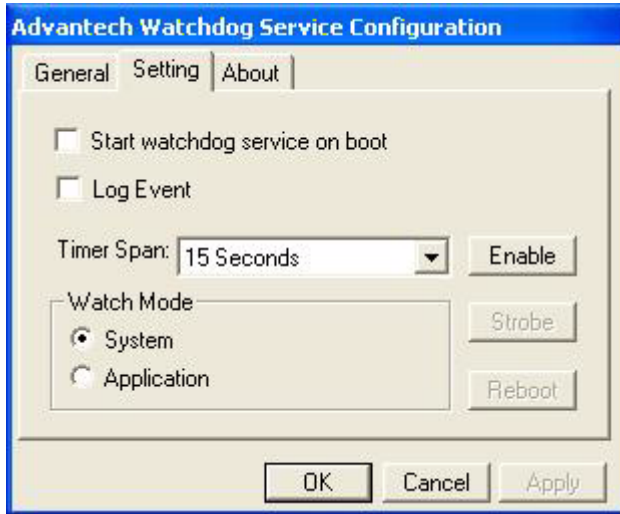 Advantech Watchdog Service Configuration
General Setting About
Start watchdog service on boot
Log Event
Timer Span: 15 Seconds Enable
Watch Mode
System
Application
Strobe
Reboot
OK Cancel Apply